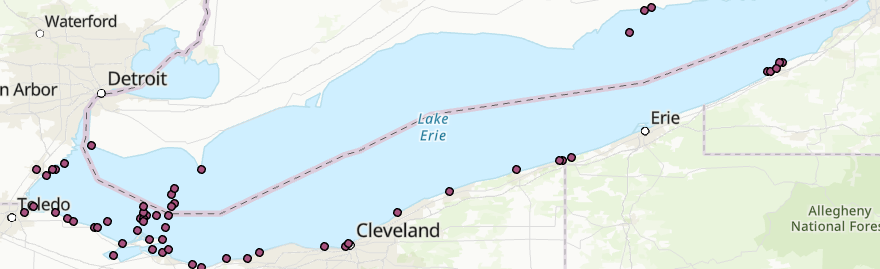 Waterford
n Arbor
Detroit
Lake
Erie
Erie
Toledo
Cleveland
Allegheny
National Fores